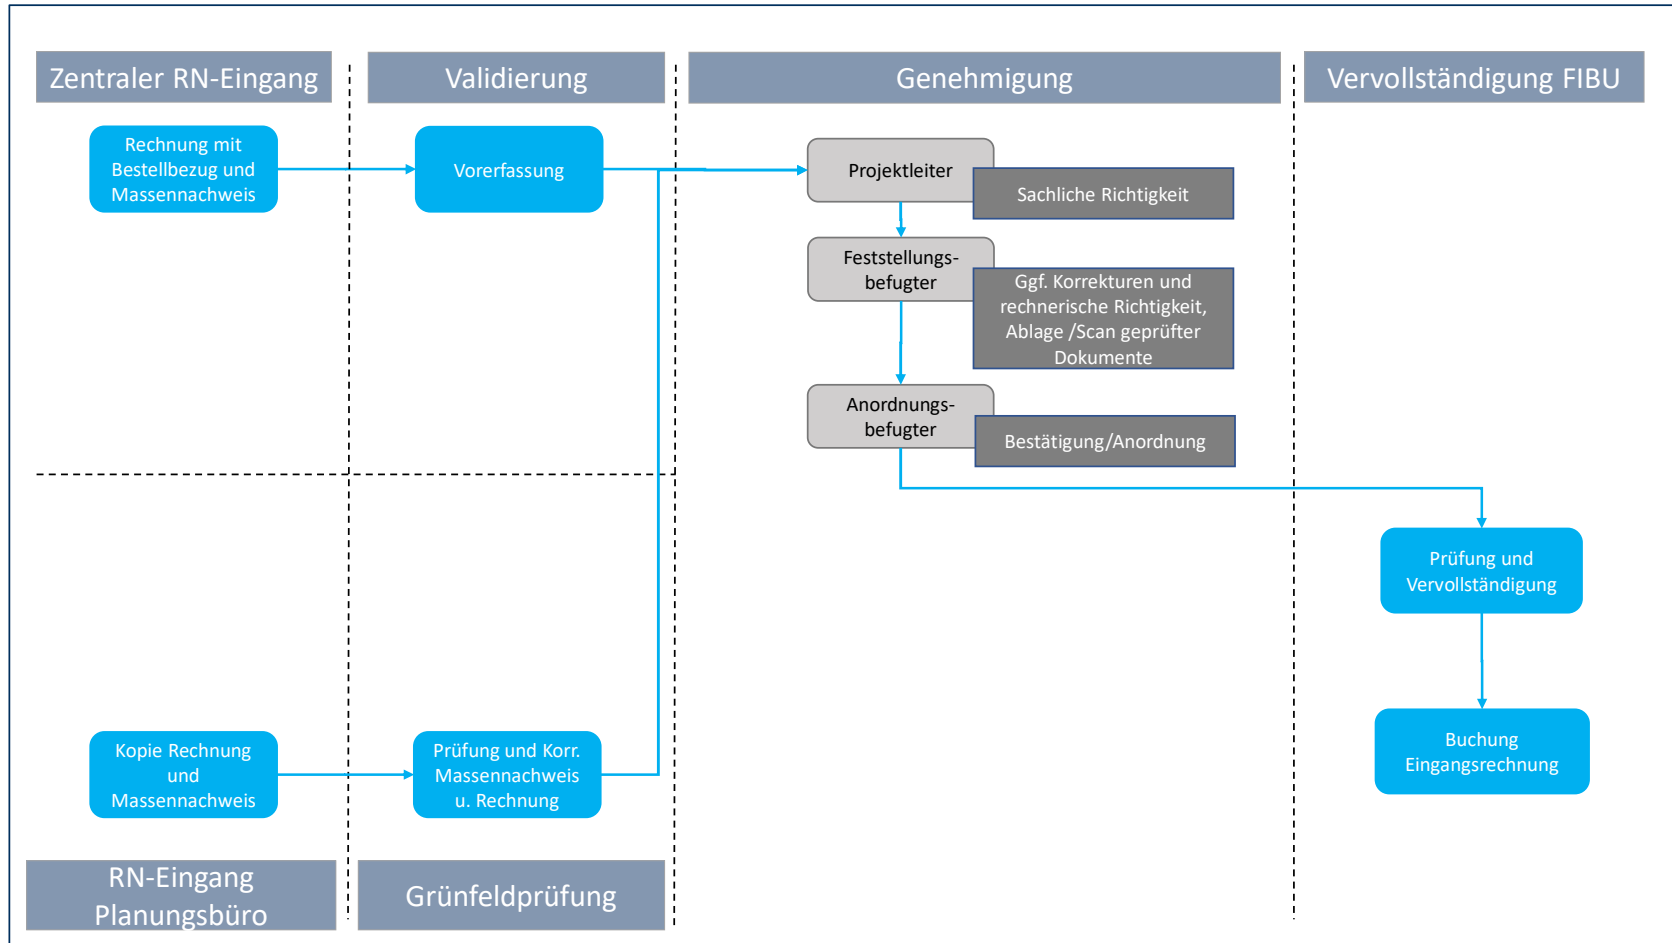 Zentraler RN-Eingang
Validierung
Genehmigung
Vervollständigung FIBU
Rechnung mit
Bestellbezug und
Massennachweis
Vorerfassung
Projektleiter
Sachliche Richtigkeit
Feststellungs-
befugter
Ggf. Korrekturen und
rechnerische Richtigkeit,
Ablage /Scan geprüfter
Dokumente
Anordnungs-
befugter
Bestätigung/Anordnung
Prüfung und
Vervollständigung
Kopie Rechnung
und
Massennachweis
Prüfung und Korr.
Massennachweis
u. Rechnung
Buchung
Eingangsrechnung
RN-Eingang
Planungsbüro
Grünfeldprüfung